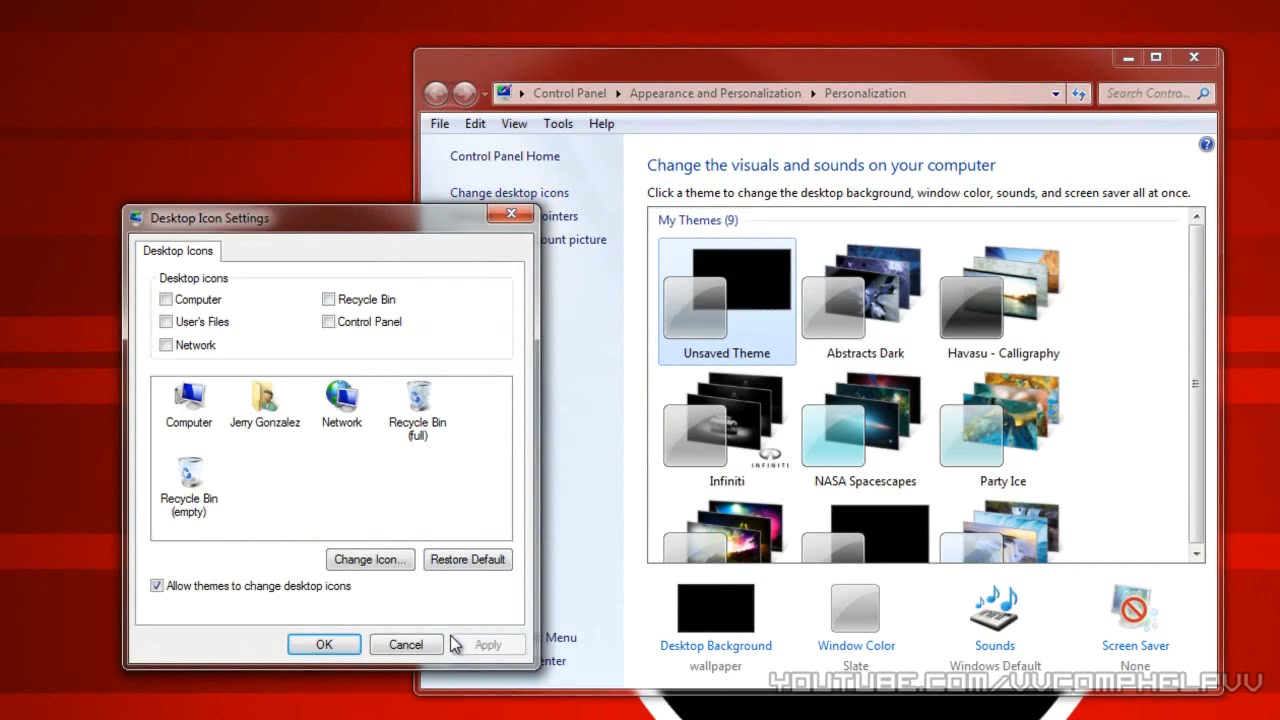 Control Panel
Appearance and Personalization
Personalization
Search Contro...
File Edit View Tools Help
Control Panel Home
Change desktop icons
ointers
ount picture
Menu
enter
Change the visuals and sounds on your computer
Click a theme to change the desktop background, window color, sounds, and screen saver all at once.
My Themes (9)
Unsaved Theme
Abstracts Dark
Havasu - Calligraphy
INFINITI
Infiniti
NASA Spacescapes
Party Ice
Desktop Background
wallpaper
Window Color
Slate
Sounds
Windows Default
Screen Saver
None
Desktop Icon Settings
Desktop Icons
Desktop icons
Computer
Recycle Bin
User's Files
Control Panel
Network
Computer
Jerry Gonzalez
Network
Recycle Bin
(full)
Recycle Bin
(empty)
Change Icon...
Restore Default
Allow themes to change desktop icons
OK
Cancel
Apply
YOUTUBE.COM/VVCOMPHELPVV